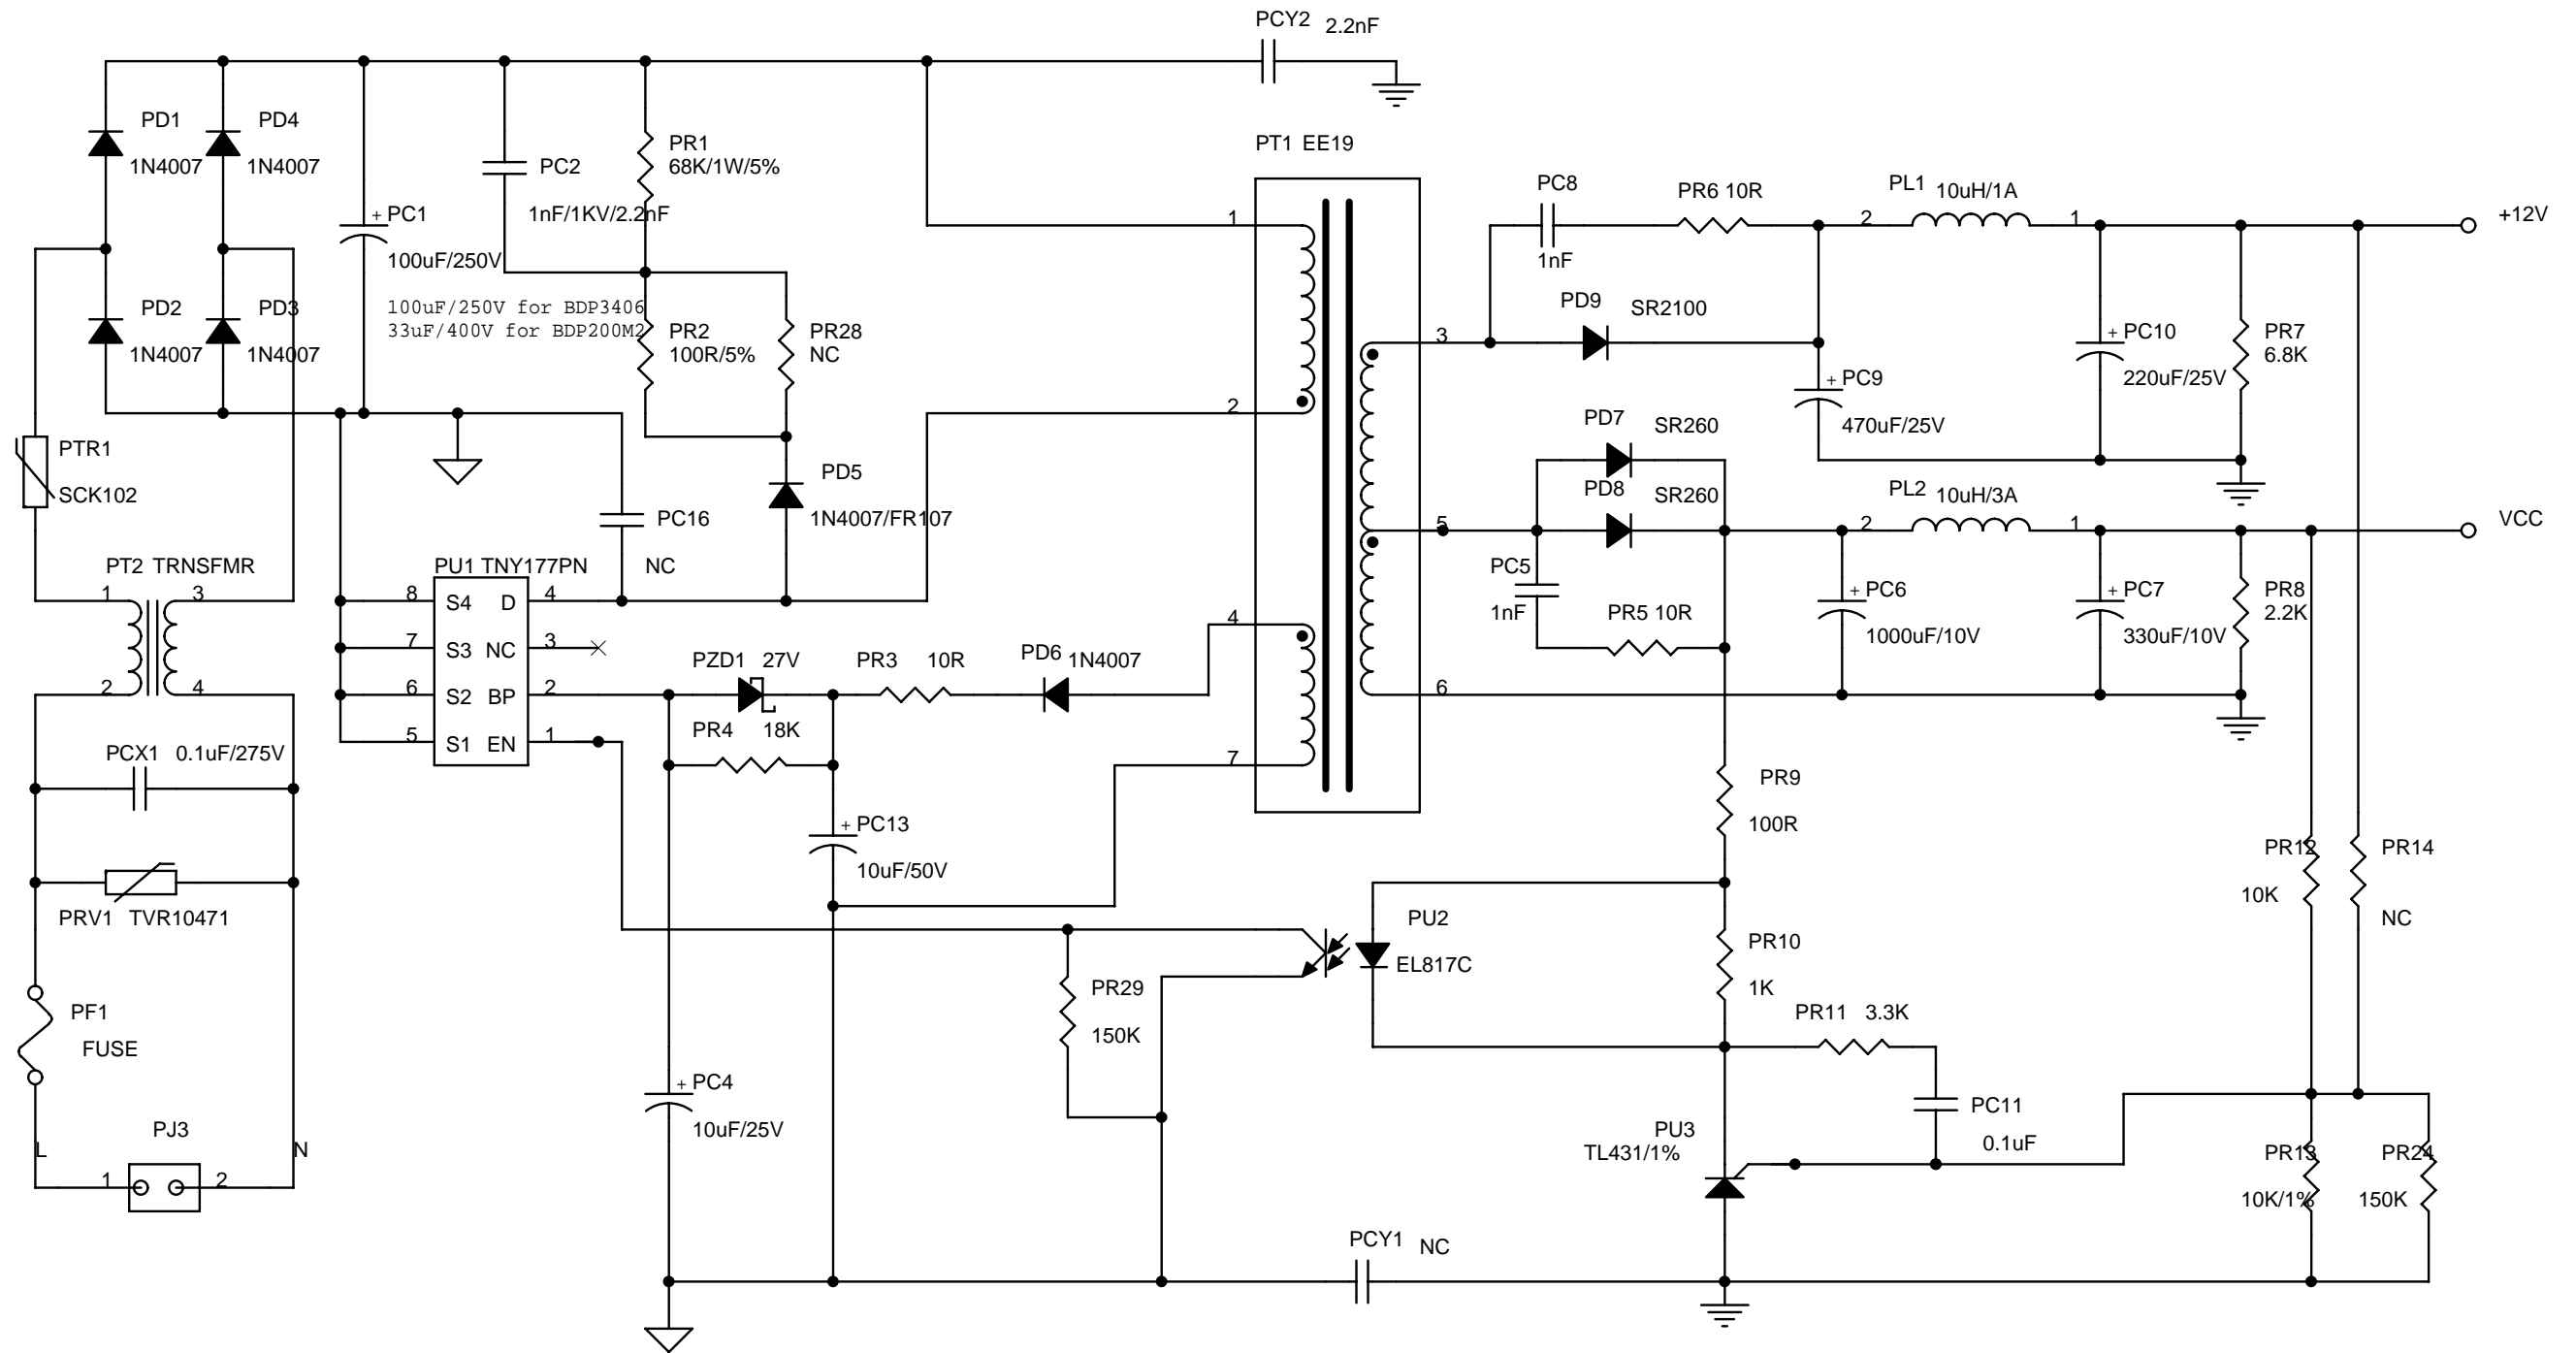 PCY2 2.2nF
PD1
1N4007
PD4
1N4007
PR1
68K/1W/5%
PC2
1nF/1KV/2.2nF
+ PC1
100uF/250V
100uF/250V for BDP3406
33uF/400V for BDP200M2
PD2
1N4007
PD3
1N4007
PR2
100R/5%
PR28
NC
PT1 EE19
1
2
3
4
5
6
7
PC8
1nF
PR6 10R
PL1 10uH/1A
2
1
+12V
PD9 SR2100
+ PC9
470uF/25V
+ PC10
220uF/25V
PR7
6.8K
PD7 SR260
PD8 SR260
PL2 10uH/3A
2
1
VCC
PTR1
SCK102
PC16
NC
PD5
1N4007/FR107
PC5
1nF
PR5 10R
+ PC6
1000uF/10V
+ PC7
330uF/10V
PR8
2.2K
PT2 TRNSFMR
1
3
2
4
PU1 TNY177PN
8 S4 D 4
7 S3 NC 3
6 S2 BP 2
5 S1 EN 1
PZD1 27V
PR3 10R
PD6 1N4007
PR4 18K
PCX1 0.1uF/275V
+ PC13
10uF/50V
PR9
100R
PRV1 TVR10471
PR12
10K
PR14
NC
PU2
EL817C
PR10
1K
PR29
150K
PR11 3.3K
PF1
FUSE
+ PC4
10uF/25V
PC11
0.1uF
PU3
TL431/1%
PR13
10K/1%
PR24
150K
PJ3
L
N
1
2
PCY1 NC